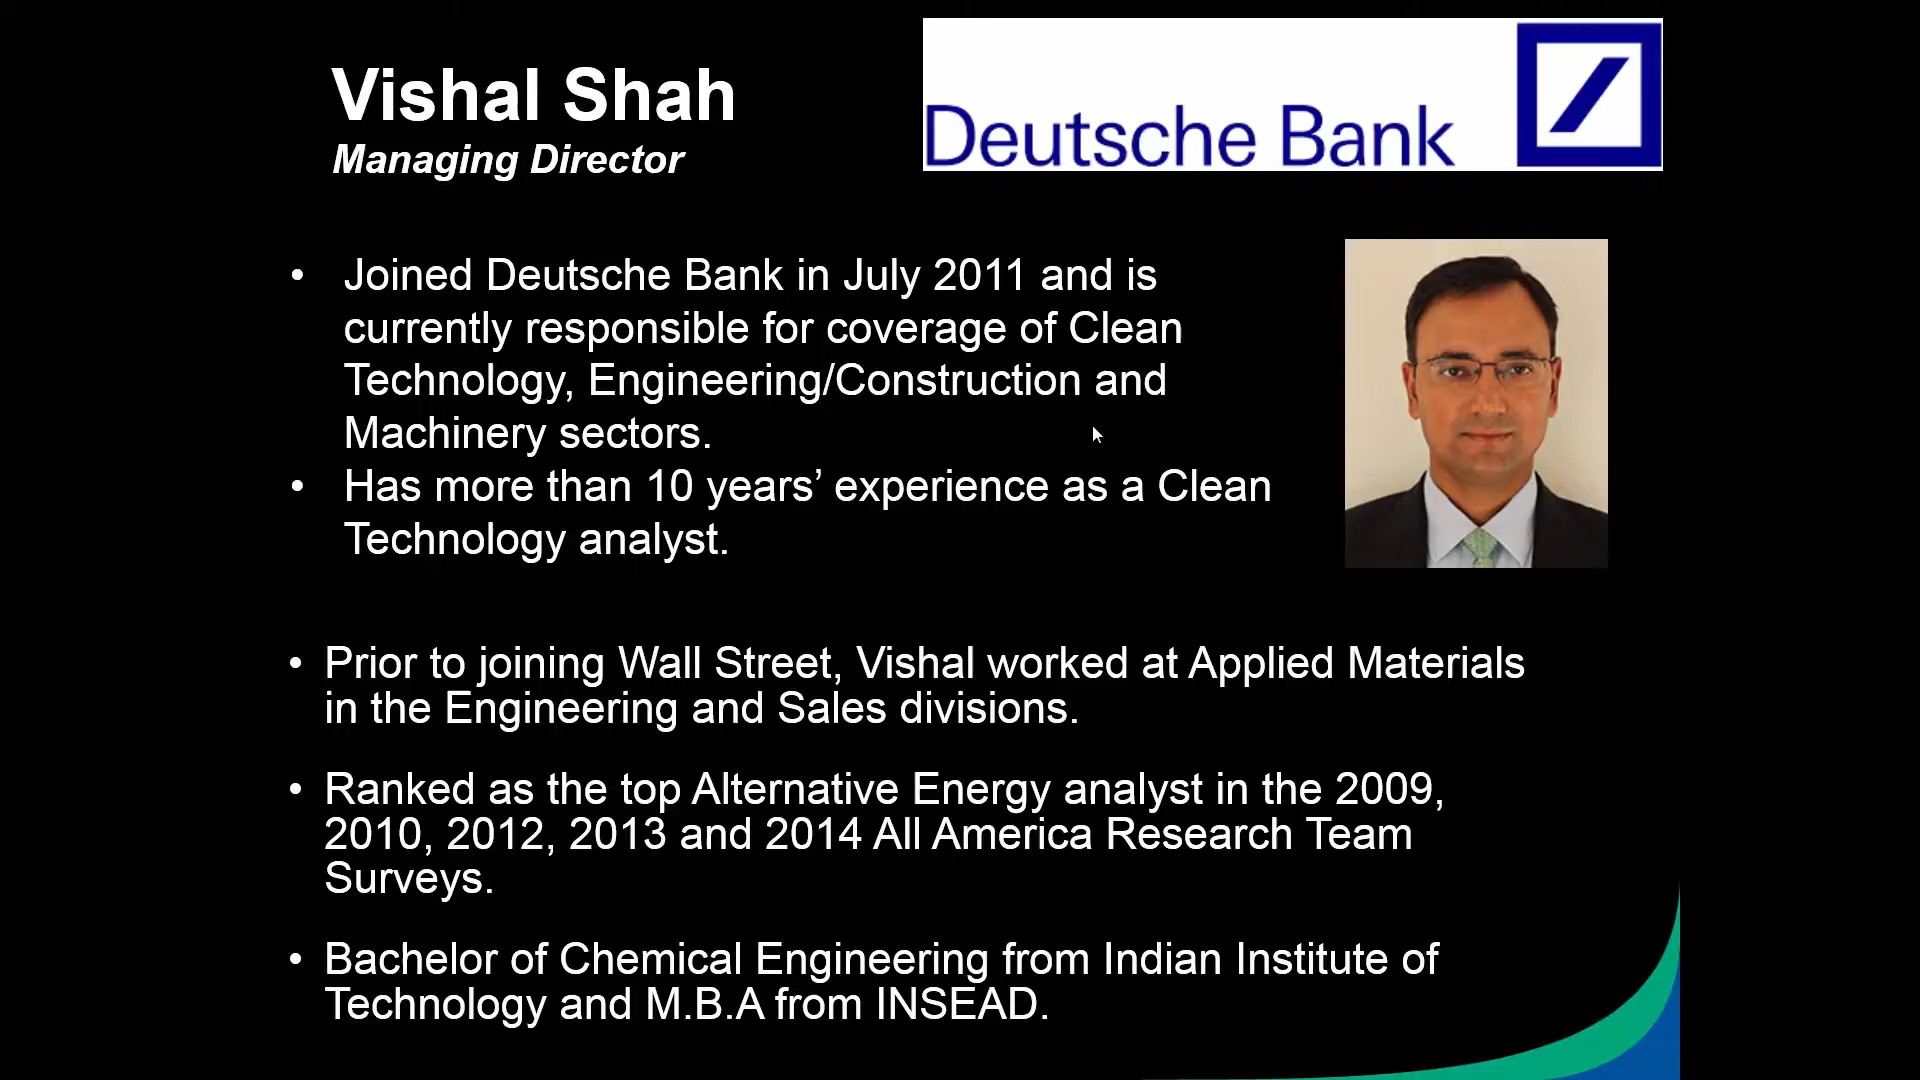 Vishal Shah
Managing Director
Deutsche Bank
• Joined Deutsche Bank in July 2011 and is
currently responsible for coverage of Clean
Technology, Engineering/Construction and
Machinery sectors.
• Has more than 10 years’ experience as a Clean
Technology analyst.
• Prior to joining Wall Street, Vishal worked at Applied Materials
in the Engineering and Sales divisions.
• Ranked as the top Alternative Energy analyst in the 2009,
2010, 2012, 2013 and 2014 All America Research Team
Surveys.
• Bachelor of Chemical Engineering from Indian Institute of
Technology and M.B.A from INSEAD.